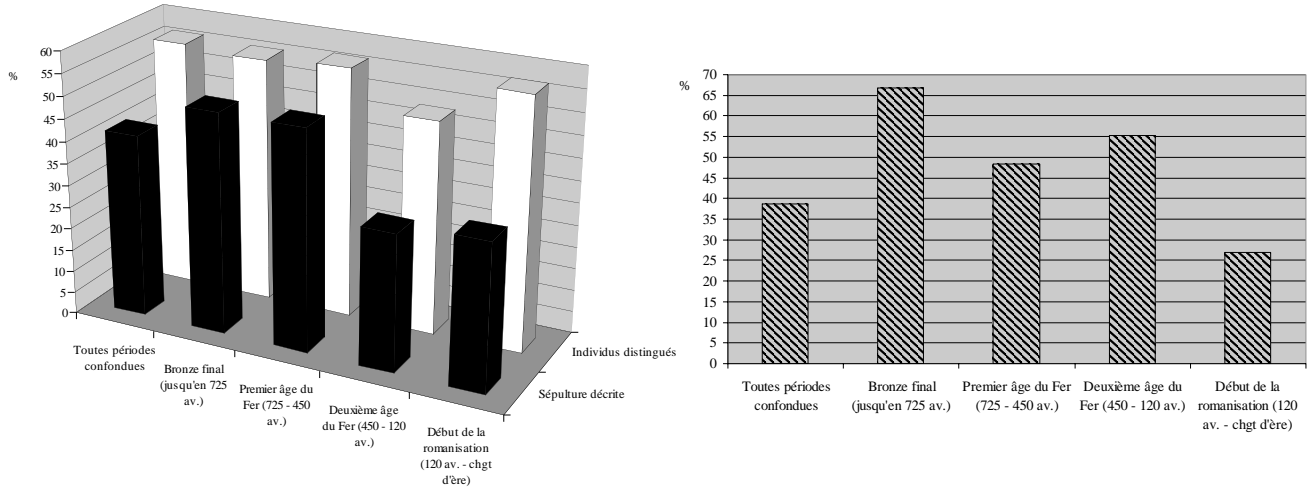 %
60
55
50
45
40
35
30
25
20
15
10
5
0
Toutes périodes
confondues
Bronze final
(jusqu'en 725
av.)
Premier âge du
Fer (725 - 450
av.)
Deuxième âge
du Fer (450 - 120
av.)
Début de la
romanisation
(120 av. - chgt
d'ère)
Individus distingués
Sépulture décrite
%
70
65
60
55
50
45
40
35
30
25
20
15
10
5
0
Toutes périodes
confondues
Bronze final
(jusqu'en 725 av.)
Premier âge du Fer
(725 - 450 av.)
Deuxième âge du
Fer (450 - 120 av.)
Début de la
romanisation (120
av. - chgt d'ère)